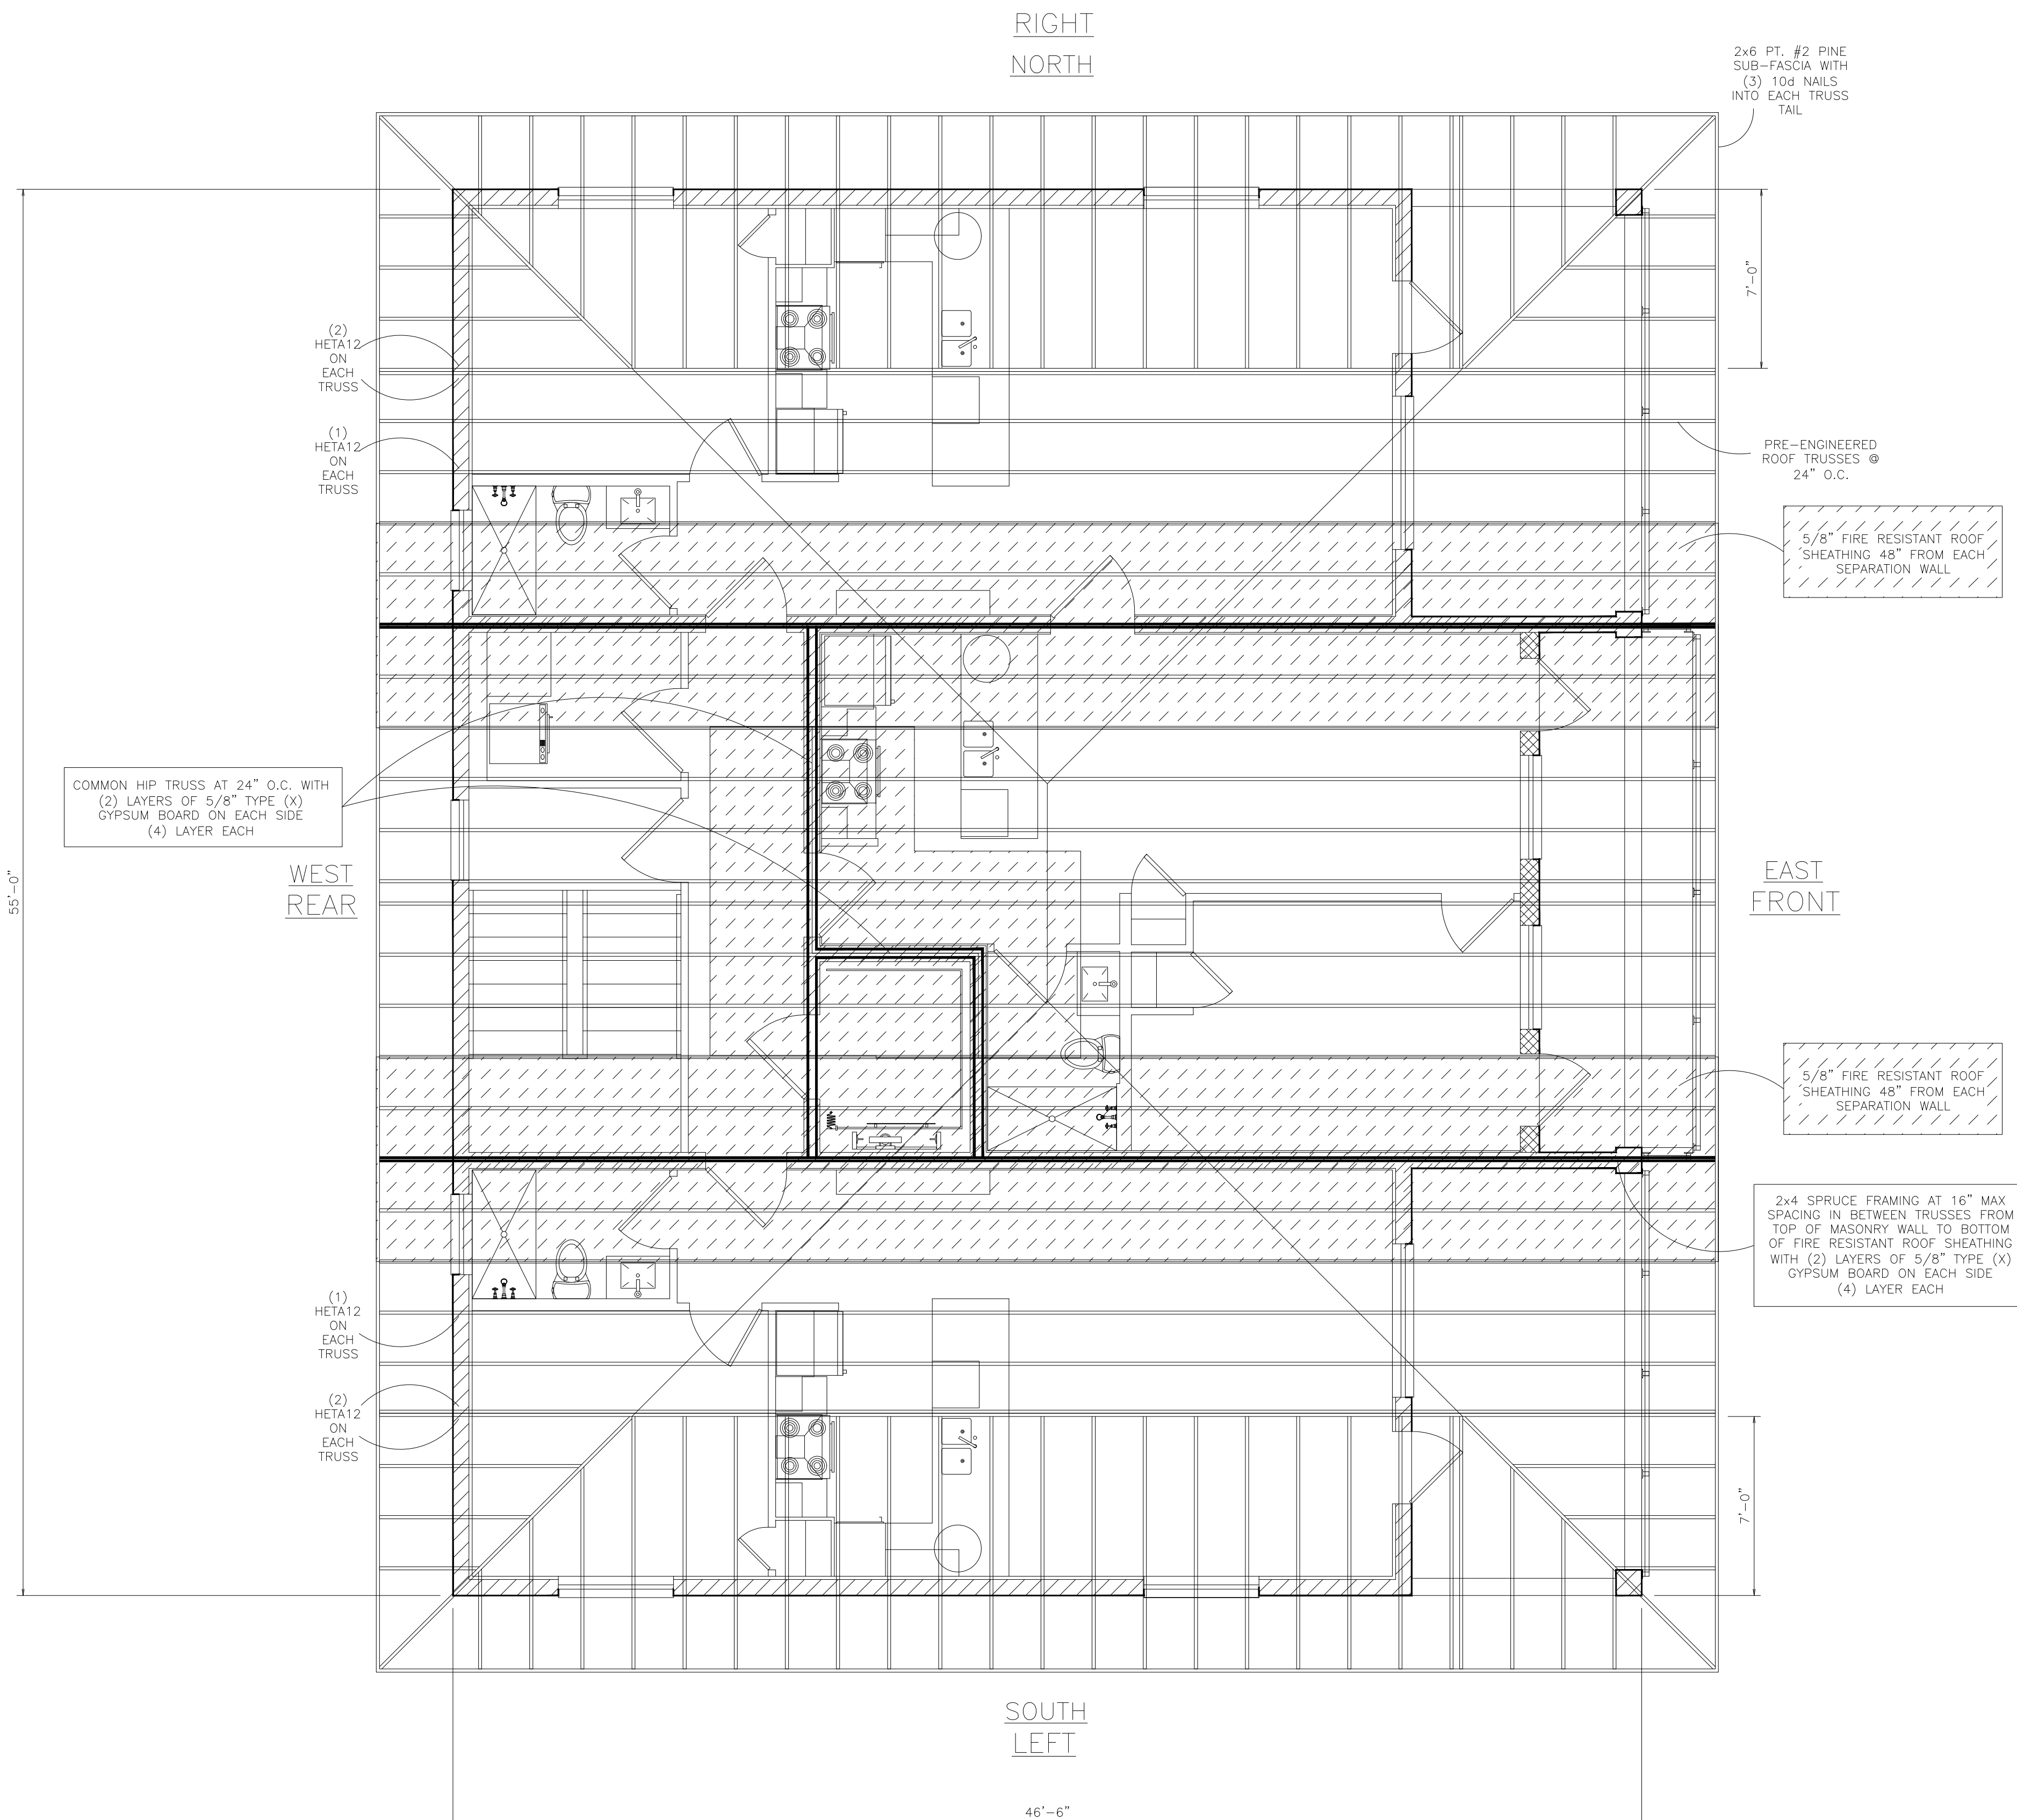 RIGHT
NORTH
2x6 PT. #2 PINE
SUB-FASCIA WITH
(3) 10d NAILS
INTO EACH TRUSS
TAIL
7'-0"
(2)
HETA12
ON
EACH
TRUSS
(1)
HETA12
ON
EACH
TRUSS
PRE-ENGINEERED
ROOF TRUSSES @
24" O.C.
5/8" FIRE RESISTANT ROOF
SHEATHING 48" FROM EACH
SEPARATION WALL
COMMON HIP TRUSS AT 24" O.C. WITH
(2) LAYERS OF 5/8" TYPE (X)
GYPSUM BOARD ON EACH SIDE
(4) LAYER EACH
55'-0"
WEST
REAR
EAST
FRONT
5/8" FIRE RESISTANT ROOF
SHEATHING 48" FROM EACH
SEPARATION WALL
2x4 SPRUCE FRAMING AT 16" MAX
SPACING IN BETWEEN TRUSSES FROM
TOP OF MASONRY WALL TO BOTTOM
OF FIRE RESISTANT ROOF SHEATHING
WITH (2) LAYERS OF 5/8" TYPE (X)
GYPSUM BOARD ON EACH SIDE
(4) LAYER EACH
(1)
HETA12
ON
EACH
TRUSS
(2)
HETA12
ON
EACH
TRUSS
7'-0"
SOUTH
LEFT
46'-6"